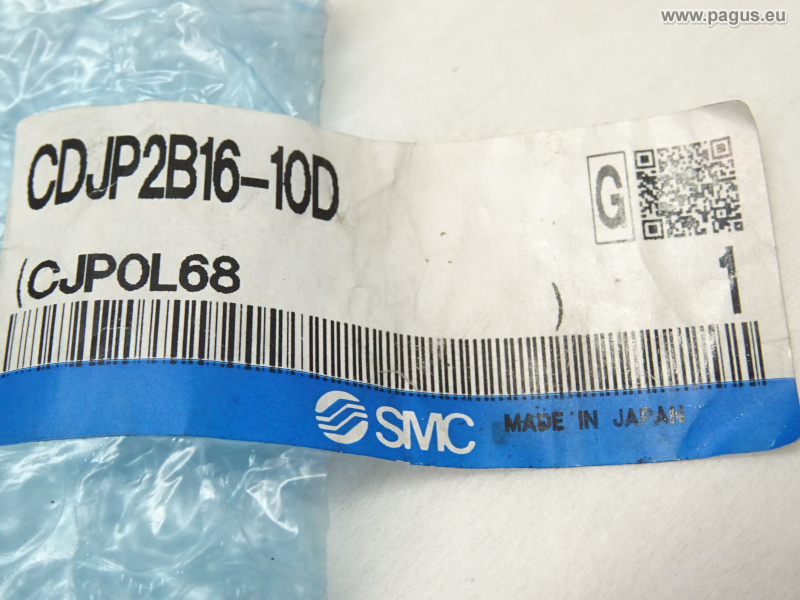 www.pagus.eu
CDJP2B16-10D
G
(CJPOL68 )
1
SMC MADE IN JAPAN